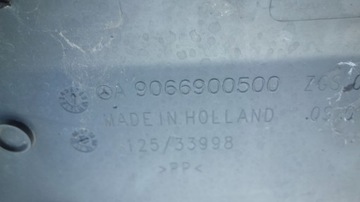 A 9066900500
MADE IN HOLLAND
125/33998
>PP<